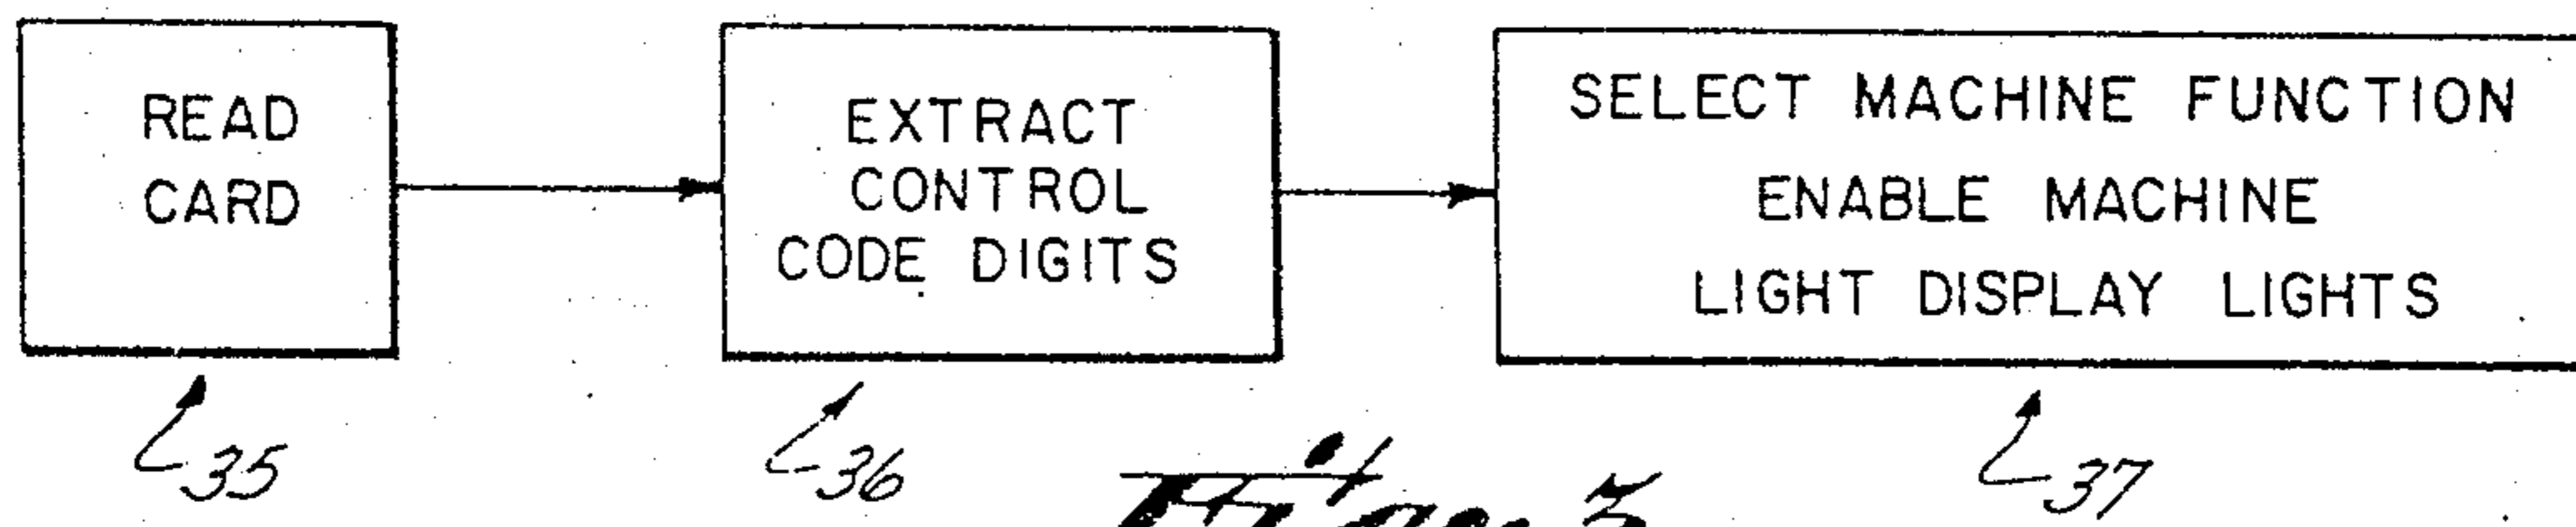 READ
CARD
EXTRACT
CONTROL
CODE DIGITS
SELECT MACHINE FUNCTION
ENABLE MACHINE
LIGHT DISPLAY LIGHTS
35
36
37